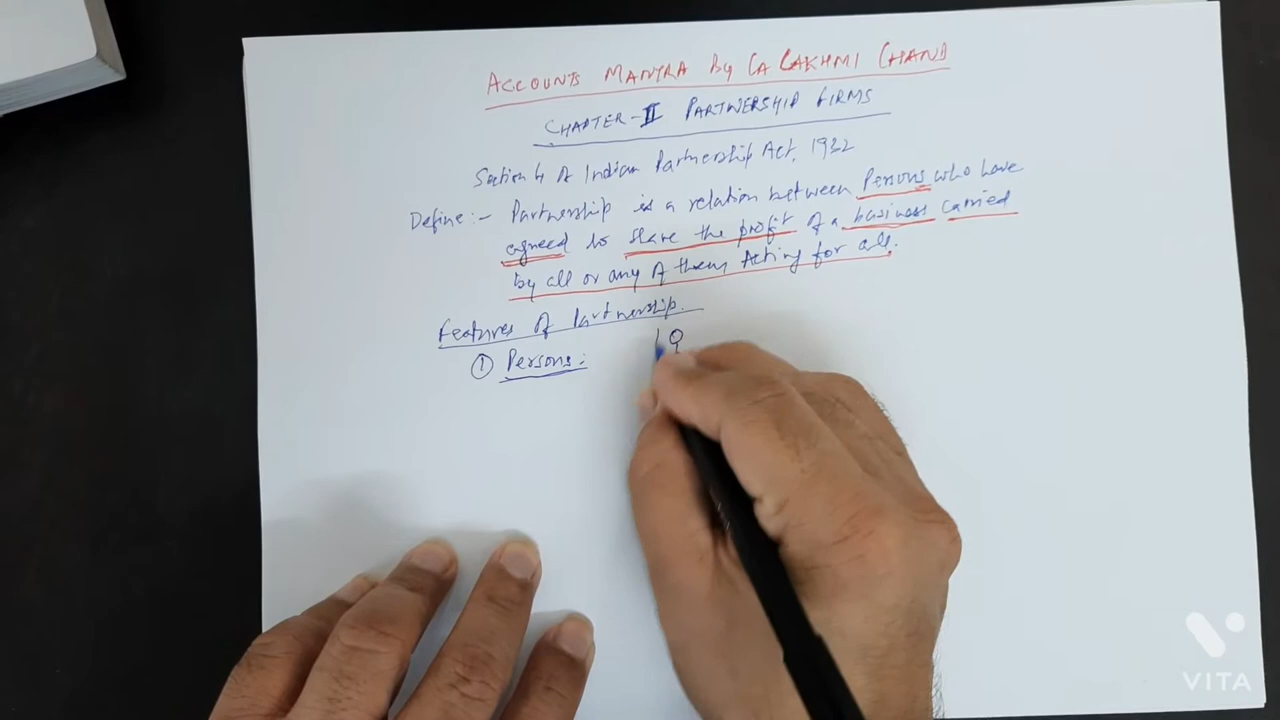 ACCOUNTS MANTRA By CA LAKHMI CHAND
CHAPTER-II PARTNERSHIP FIRMS
Section 4 of Indian Partnership Act, 1932
Define:- Partnership is a relation between Persons who have
agreed to share the profit of a business carried
by all or any of them Acting for all.
Features of Partnership.
① Persons:
VITA